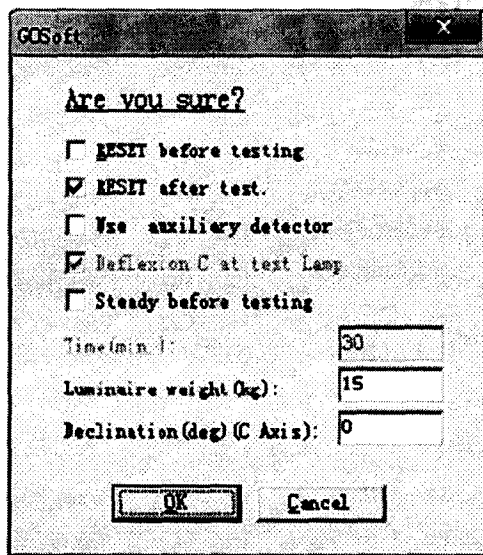 GOSoft
Are you sure?
RESET before testing
RESET after test.
Use auxiliary detector
Deflexion C at test Lamp
Steady before testing
Time(min.): 30
Luminaire weight(kg): 15
Declination(deg)(C Axis): 0
OK Cancel